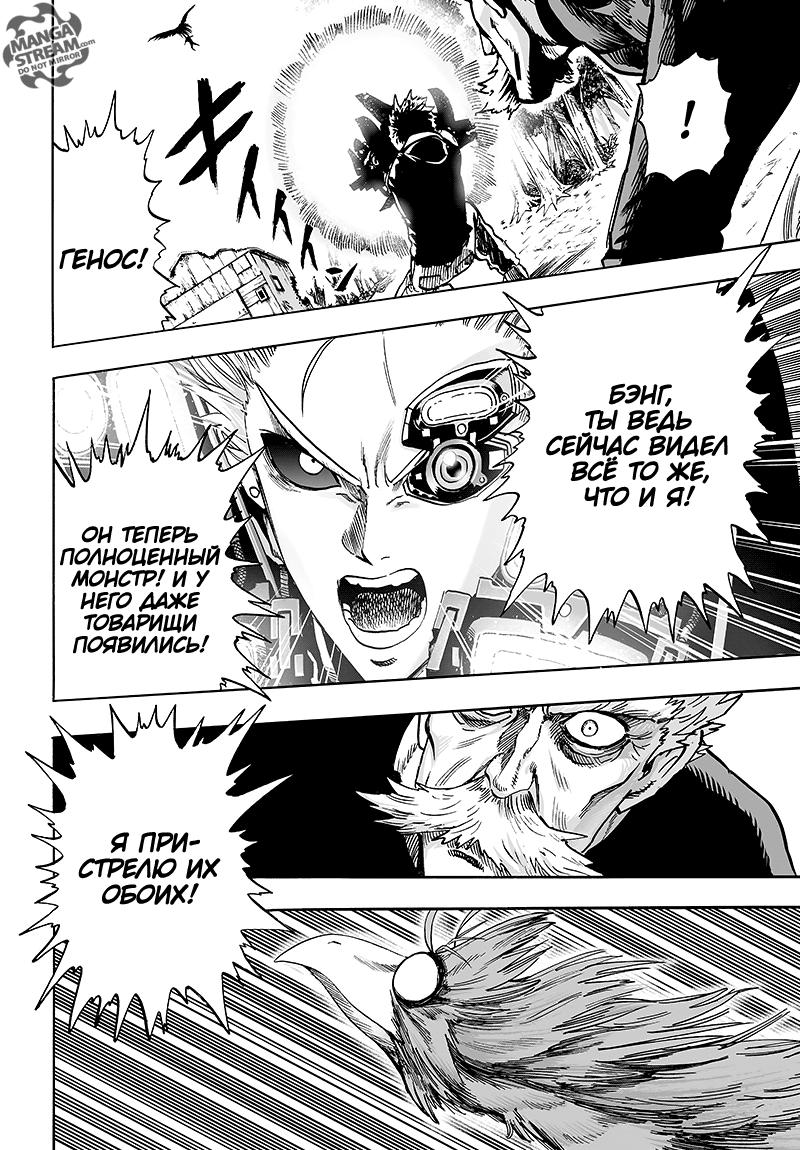 MANGA
STREAM.com
DO NOT MIRROR
!
ГЕНОС!
БЭНГ,
ТЫ ВЕДЬ
СЕЙЧАС ВИДЕЛ
ВСЁ ТО ЖЕ,
ЧТО И Я!
ОН ТЕПЕРЬ
ПОЛНОЦЕННЫЙ
МОНСТР! И У
НЕГО ДАЖЕ
ТОВАРИЩИ
ПОЯВИЛИСЬ!
Я ПРИ-
СТРЕЛЮ ИХ
ОБОИХ!